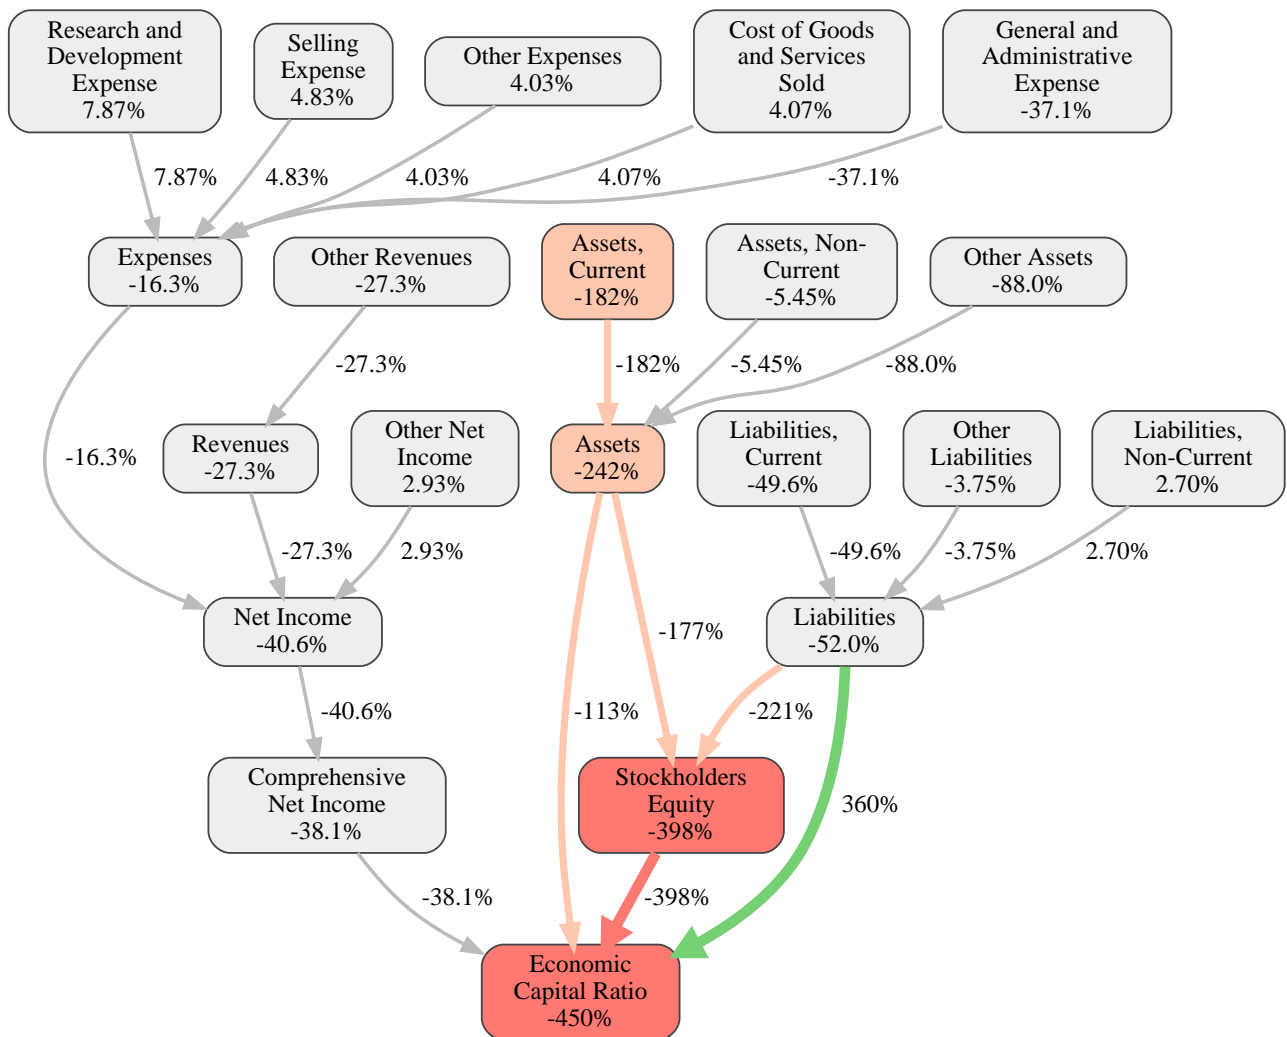 Research and
Development
Expense
7.87%
Selling
Expense
4.83%
Other Expenses
4.03%
Cost of Goods
and Services
Sold
4.07%
General and
Administrative
Expense
-37.1%
7.87%
4.83%
4.03%
4.07%
-37.1%
Expenses
-16.3%
Other Revenues
-27.3%
Assets,
Current
-182%
Assets, Non-
Current
-5.45%
Other Assets
-88.0%
-27.3%
-182%
-5.45%
-88.0%
-16.3%
Revenues
-27.3%
Other Net
Income
2.93%
Assets
-242%
Liabilities,
Current
-49.6%
Other
Liabilities
-3.75%
Liabilities,
Non-Current
2.70%
-27.3%
2.93%
-49.6%
-3.75%
2.70%
Net Income
-40.6%
-177%
Liabilities
-52.0%
-40.6%
-113%
-221%
Comprehensive
Net Income
-38.1%
Stockholders
Equity
-398%
360%
-38.1%
-398%
Economic
Capital Ratio
-450%